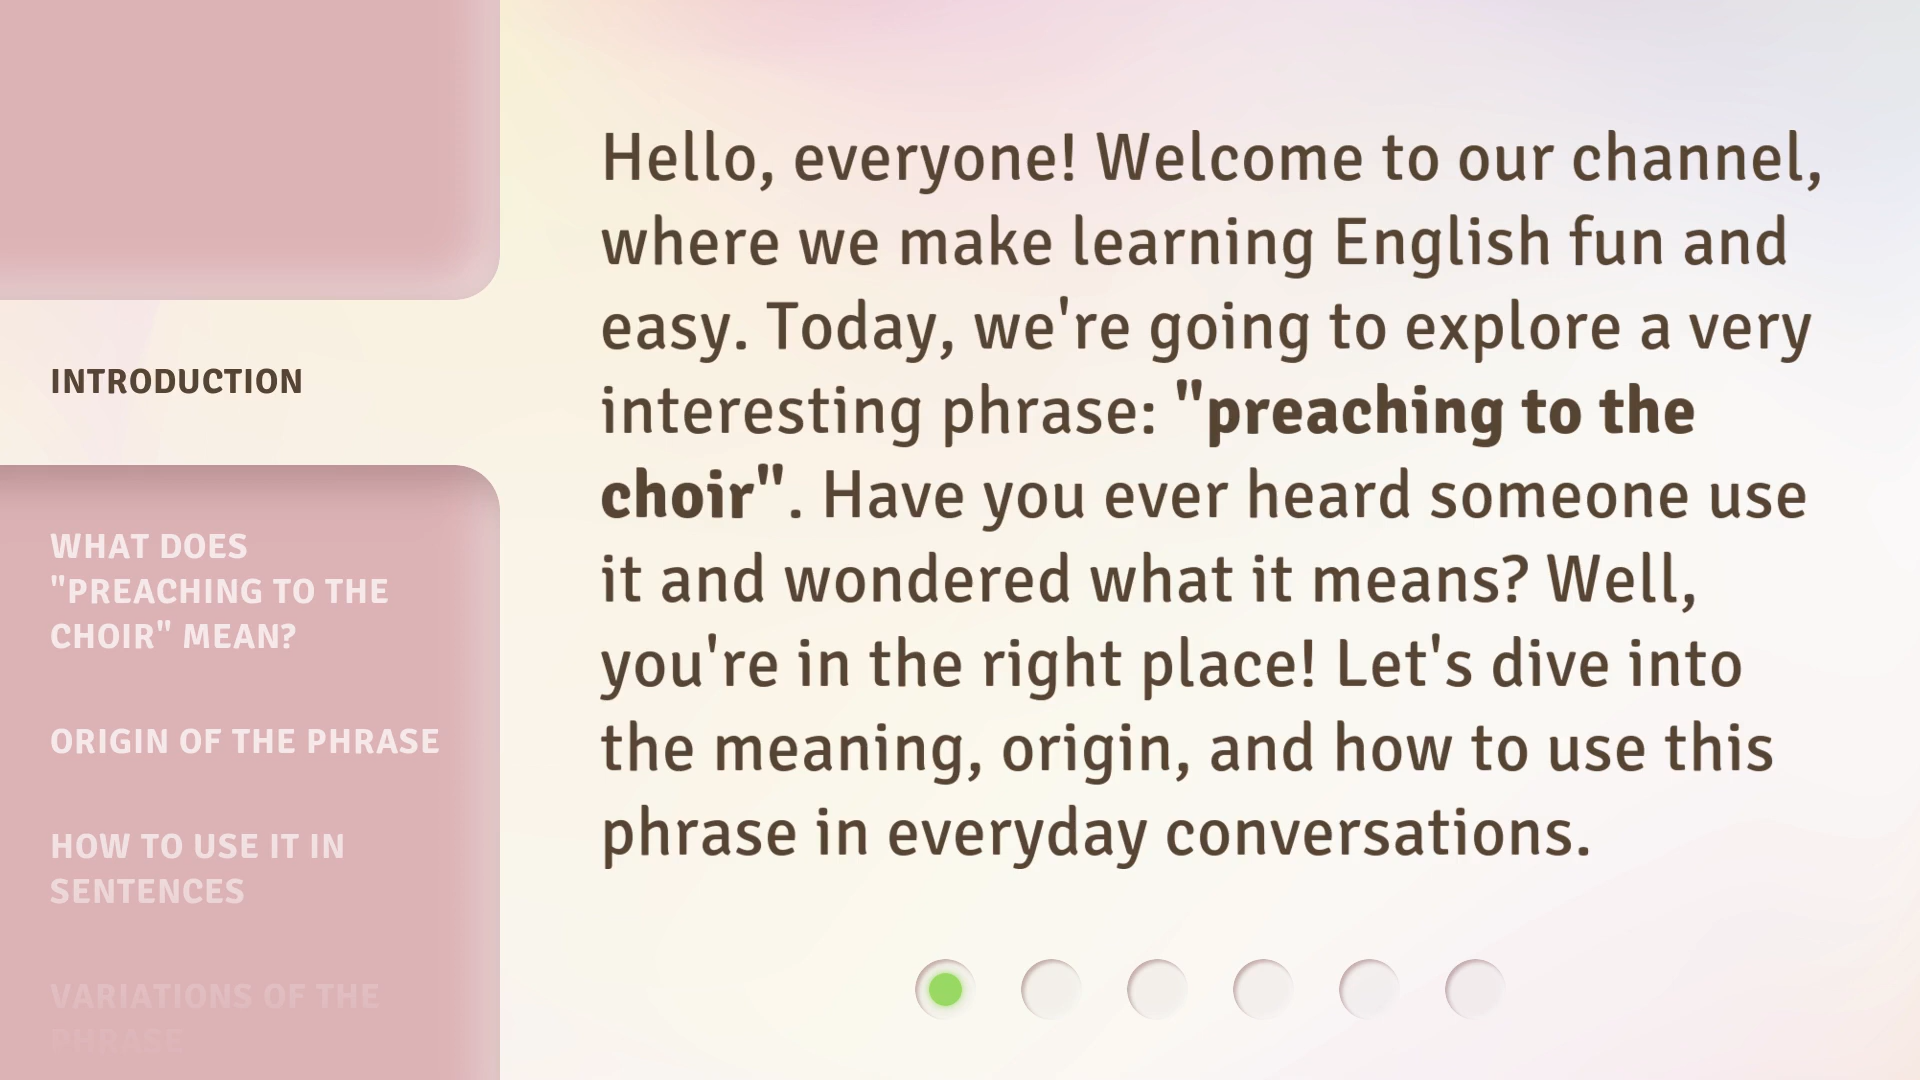 INTRODUCTION
WHAT DOES
"PREACHING TO THE
CHOIR" MEAN?
ORIGIN OF THE PHRASE
HOW TO USE IT IN
SENTENCES
VARIATIONS OF THE
PHRASE
Hello, everyone! Welcome to our channel,
where we make learning English fun and
easy. Today, we're going to explore a very
interesting phrase: "preaching to the
choir". Have you ever heard someone use
it and wondered what it means? Well,
you're in the right place! Let's dive into
the meaning, origin, and how to use this
phrase in everyday conversations.